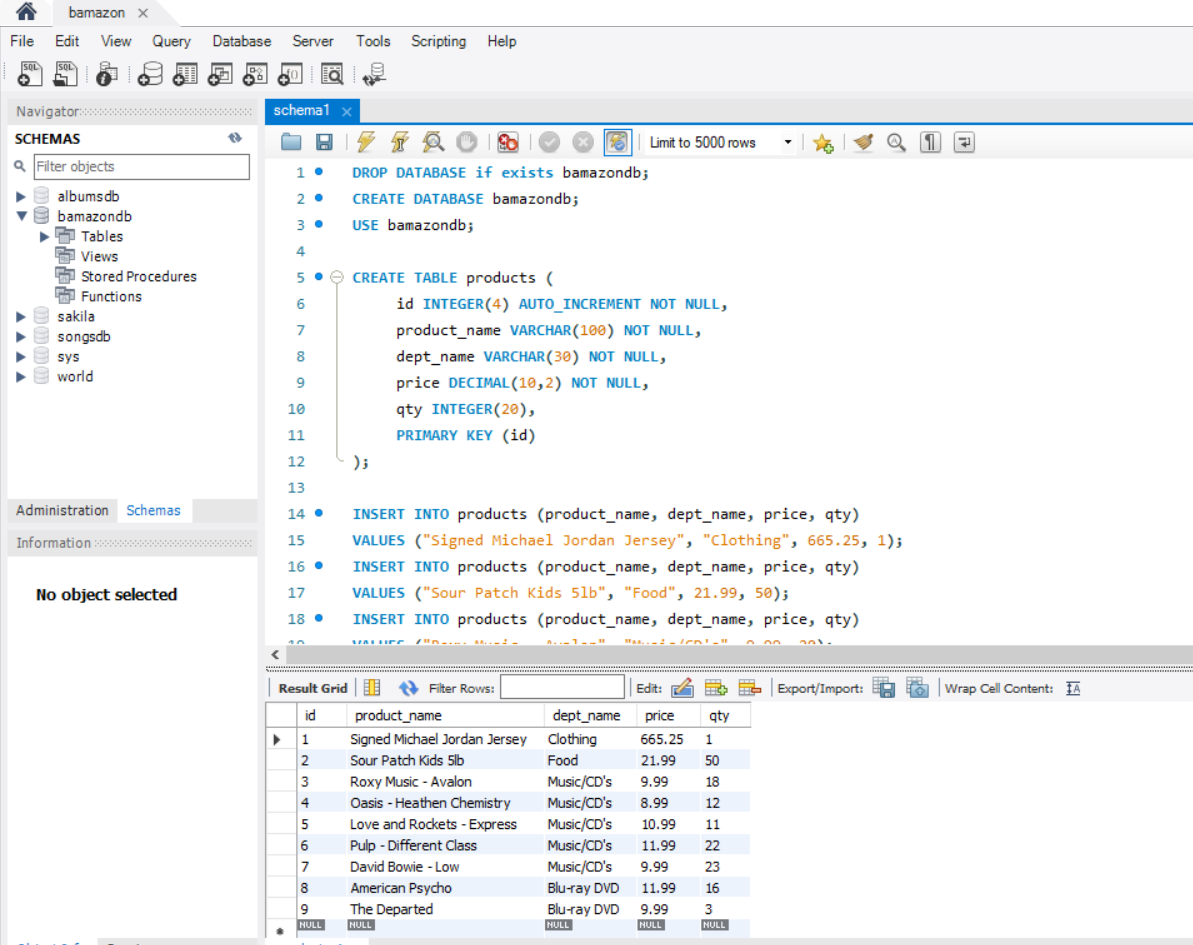 bamazon
File Edit View Query Database Server Tools Scripting Help
Navigator
schema1
SCHEMAS
Limit to 5000 rows
Filter objects
albumsdb
bamazondb
Tables
Views
Stored Procedures
Functions
sakila
songsdb
sys
world
Administration Schemas
Information
No object selected
1 DROP DATABASE if exists bamazondb;
2 CREATE DATABASE bamazondb;
3 USE bamazondb;
4
5 CREATE TABLE products (
6 id INTEGER(4) AUTO_INCREMENT NOT NULL,
7 product_name VARCHAR(100) NOT NULL,
8 dept_name VARCHAR(30) NOT NULL,
9 price DECIMAL(10,2) NOT NULL,
10 qty INTEGER(20),
11 PRIMARY KEY (id)
12 );
13
14 INSERT INTO products (product_name, dept_name, price, qty)
15 VALUES ("Signed Michael Jordan Jersey", "Clothing", 665.25, 1);
16 INSERT INTO products (product_name, dept_name, price, qty)
17 VALUES ("Sour Patch Kids 5lb", "Food", 21.99, 50);
18 INSERT INTO products (product_name, dept_name, price, qty)
Result Grid Filter Rows: Edit: Export/Import: Wrap Cell Content:
id product_name dept_name price qty
1 Signed Michael Jordan Jersey Clothing 665.25 1
2 Sour Patch Kids 5lb Food 21.99 50
3 Roxy Music - Avalon Music/CD's 9.99 18
4 Oasis - Heathen Chemistry Music/CD's 8.99 12
5 Love and Rockets - Express Music/CD's 10.99 11
6 Pulp - Different Class Music/CD's 11.99 22
7 David Bowie - Low Music/CD's 9.99 23
8 American Psycho Blu-ray DVD 11.99 16
9 The Departed Blu-ray DVD 9.99 3
NULL NULL NULL NULL NULL